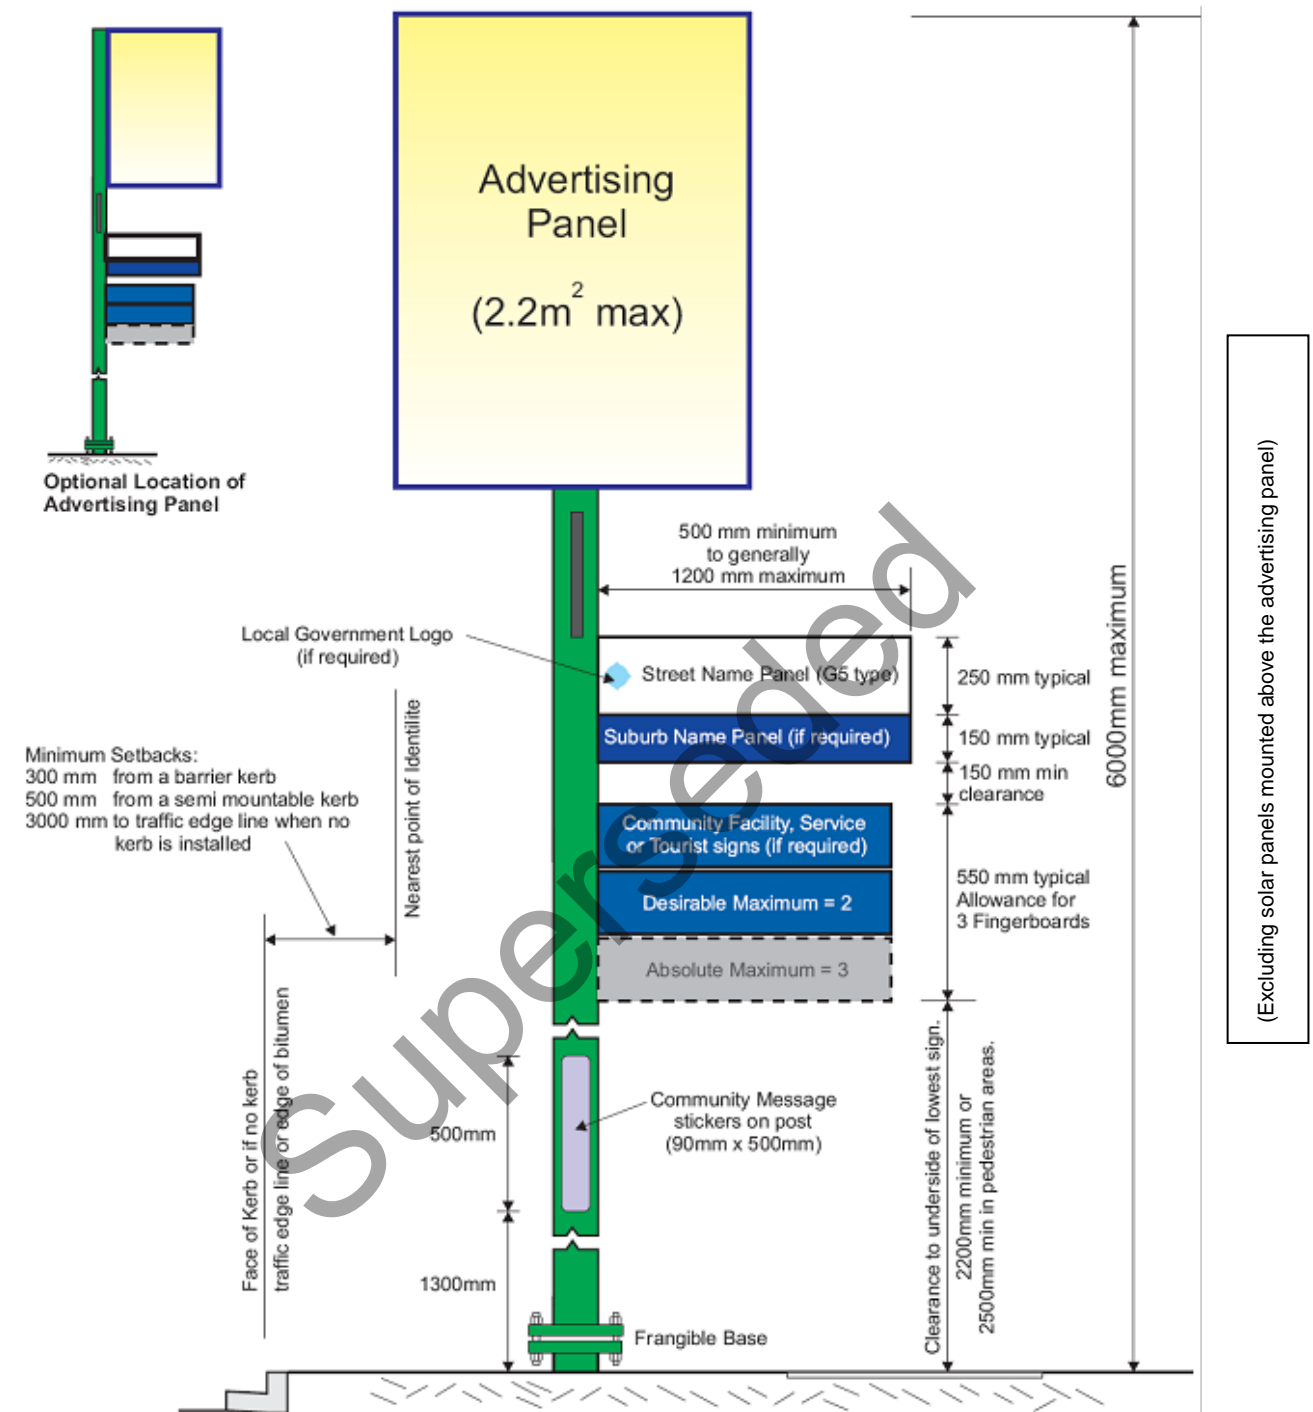 Advertising
Panel
(2.2m² max)
Optional Location of
Advertising Panel
500 mm minimum
to generally
1200 mm maximum
Local Government Logo
(if required)
Street Name Panel (G5 type)
250 mm typical
Suburb Name Panel (if required)
150 mm typical
150 mm min
clearance
Minimum Setbacks:
300 mm from a barrier kerb
500 mm from a semi mountable kerb
3000 mm to traffic edge line when no
kerb is installed
Nearest point of Identilite
Community Facility, Service
or Tourist signs (if required)
Desirable Maximum = 2
Absolute Maximum = 3
550 mm typical
Allowance for
3 Fingerboards
6000mm maximum
(Excluding solar panels mounted above the advertising panel)
Face of Kerb or if no kerb
traffic edge line or edge of bitumen
500mm
Community Message
stickers on post
(90mm x 500mm)
1300mm
Frangible Base
Clearance to underside of lowest sign.
2200mm minimum or
2500mm min in pedestrian areas.
Superseded